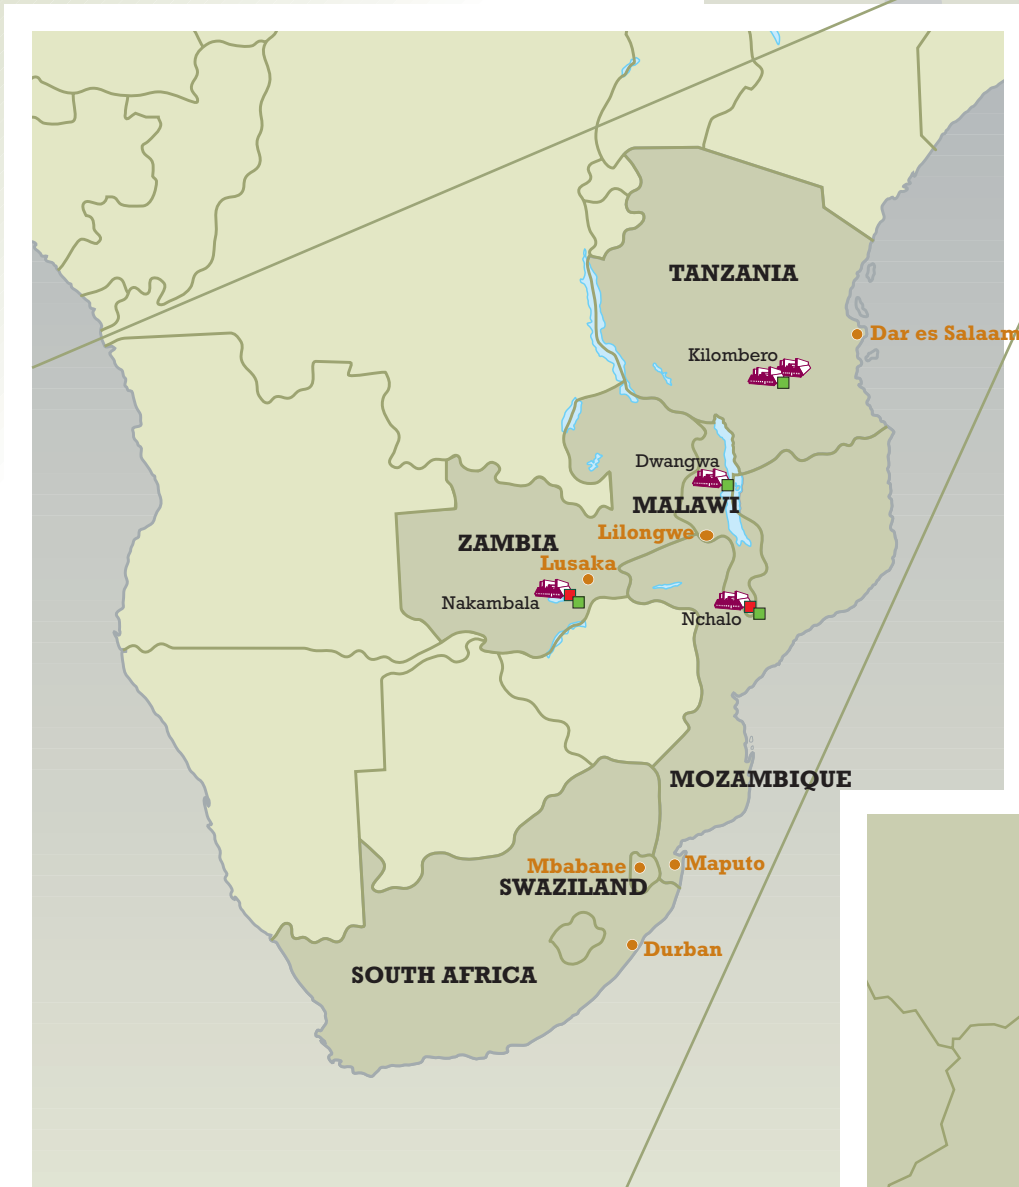 TANZANIA
Dar es Salaam
Kilombero
Dwangwa
MALAWI
Lilongwe
ZAMBIA
Lusaka
Nakambala
Nchalo
MOZAMBIQUE
Mbabane
Maputo
SWAZILAND
Durban
SOUTH AFRICA